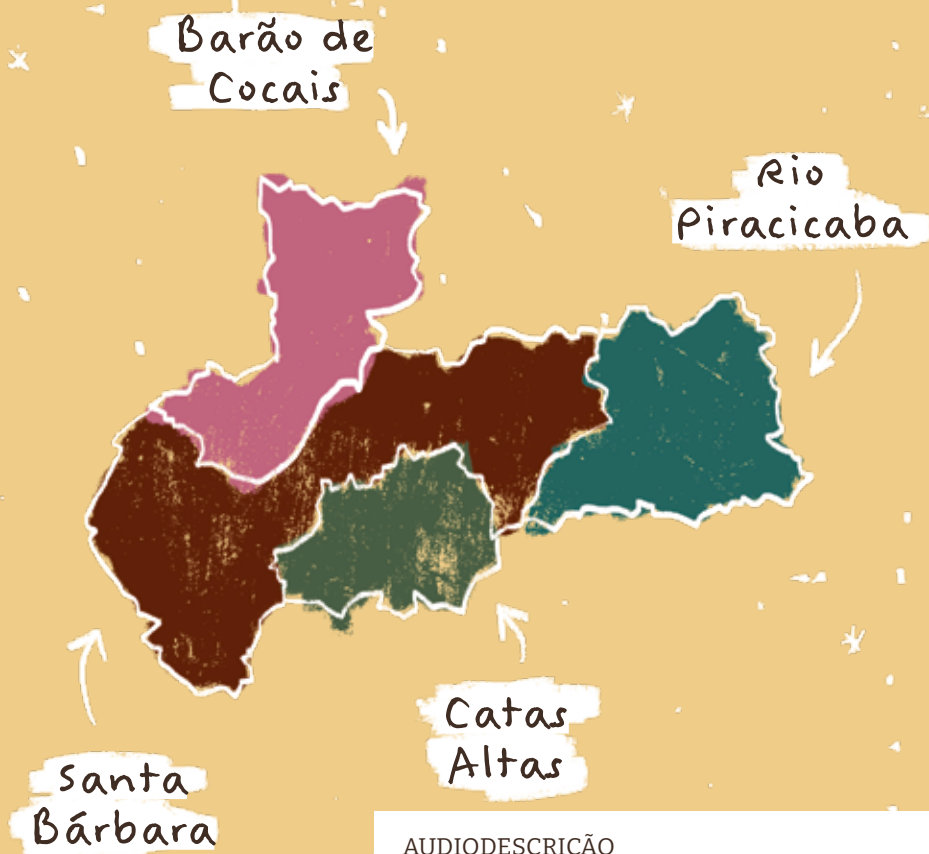 Barão de
Cocais
Rio
Piracicaba
Catas
Altas
Santa
Bárbara
AUDIODESCRIÇÃO